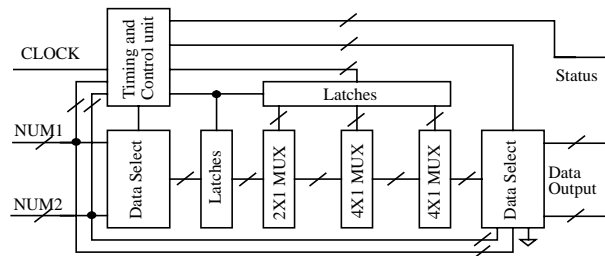 CLOCK
Timing and
Control unit
Status
Latches
NUM1
Data Select
Latches
2X1 MUX
4X1 MUX
4X1 MUX
Data Select
Data
Output
NUM2